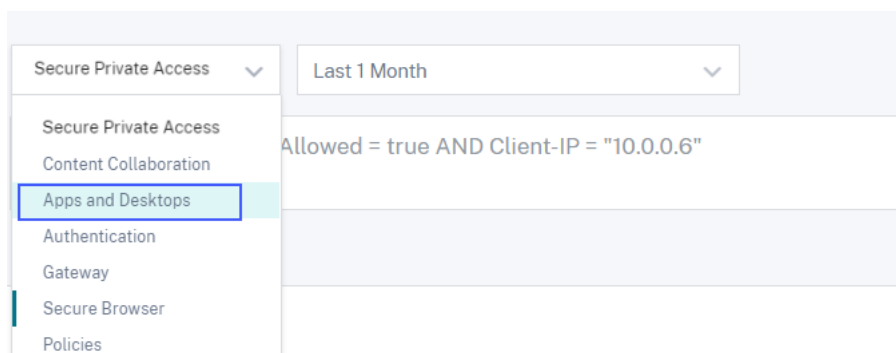 Secure Private Access
Last 1 Month
Secure Private Access
Allowed = true AND Client-IP = "10.0.0.6"
Content Collaboration
Apps and Desktops
Authentication
Gateway
Secure Browser
Policies